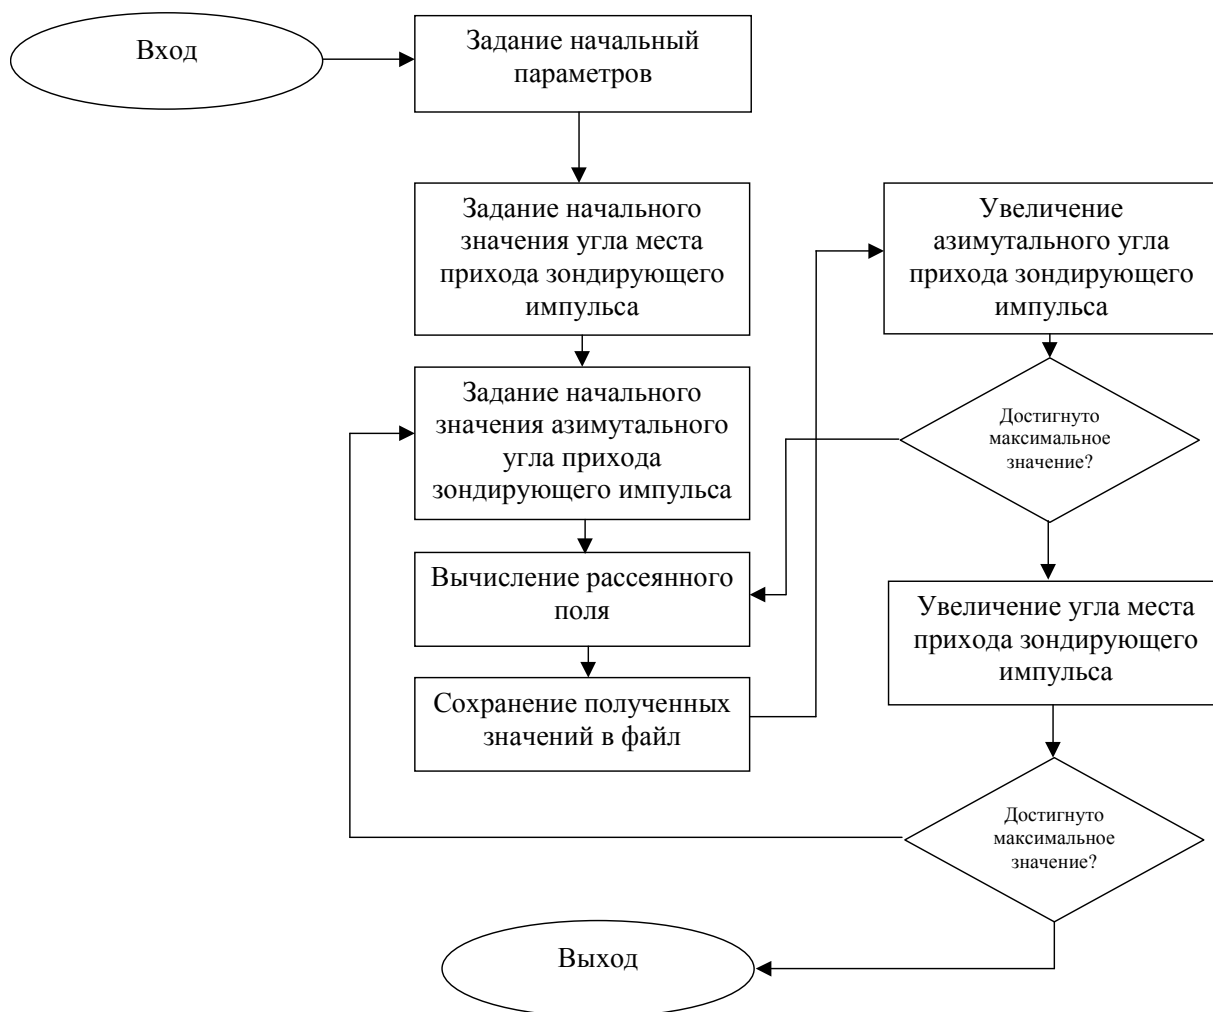 Вход
Задание начальный
параметров
Задание начального
значения угла места
прихода зондирующего
импульса
Задание начального
значения азимутального
угла прихода
зондирующего импульса
Вычисление рассеянного
поля
Сохранение полученных
значений в файл
Увеличение
азимутального угла
прихода зондирующего
импульса
Достигнуто
максимальное
значение?
Увеличение угла места
прихода зондирующего
импульса
Достигнуто
максимальное
значение?
Выход